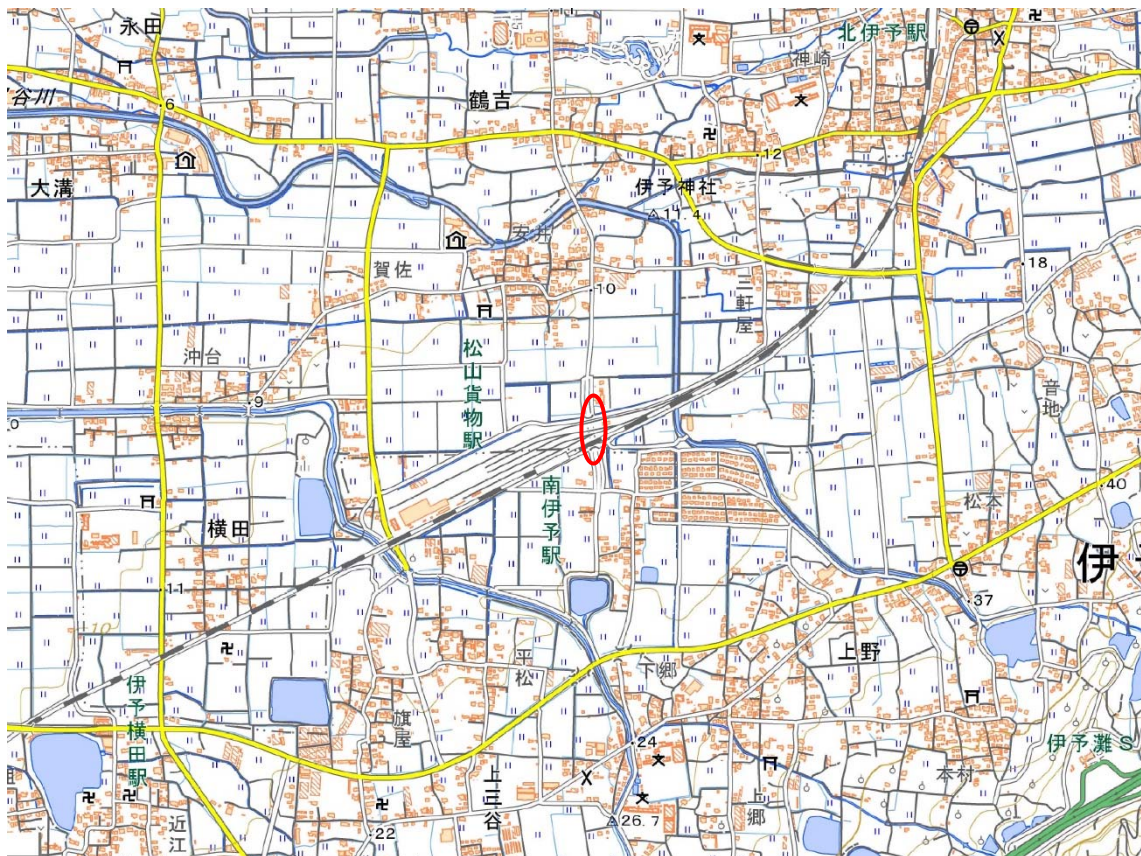 永田
北伊予駅
神崎
谷川
6
鶴吉
12
大溝
伊予神社
11.4
安井
賀佐
18
10
三軒屋
松山貨物駅
沖台
音地
9
南伊予駅
40
松本
横田
伊
11
37
10
上野
平松
下郷
伊予横田駅
旗屋
24
伊予灘S
本村
上三谷
上郷
26.7
近江
22